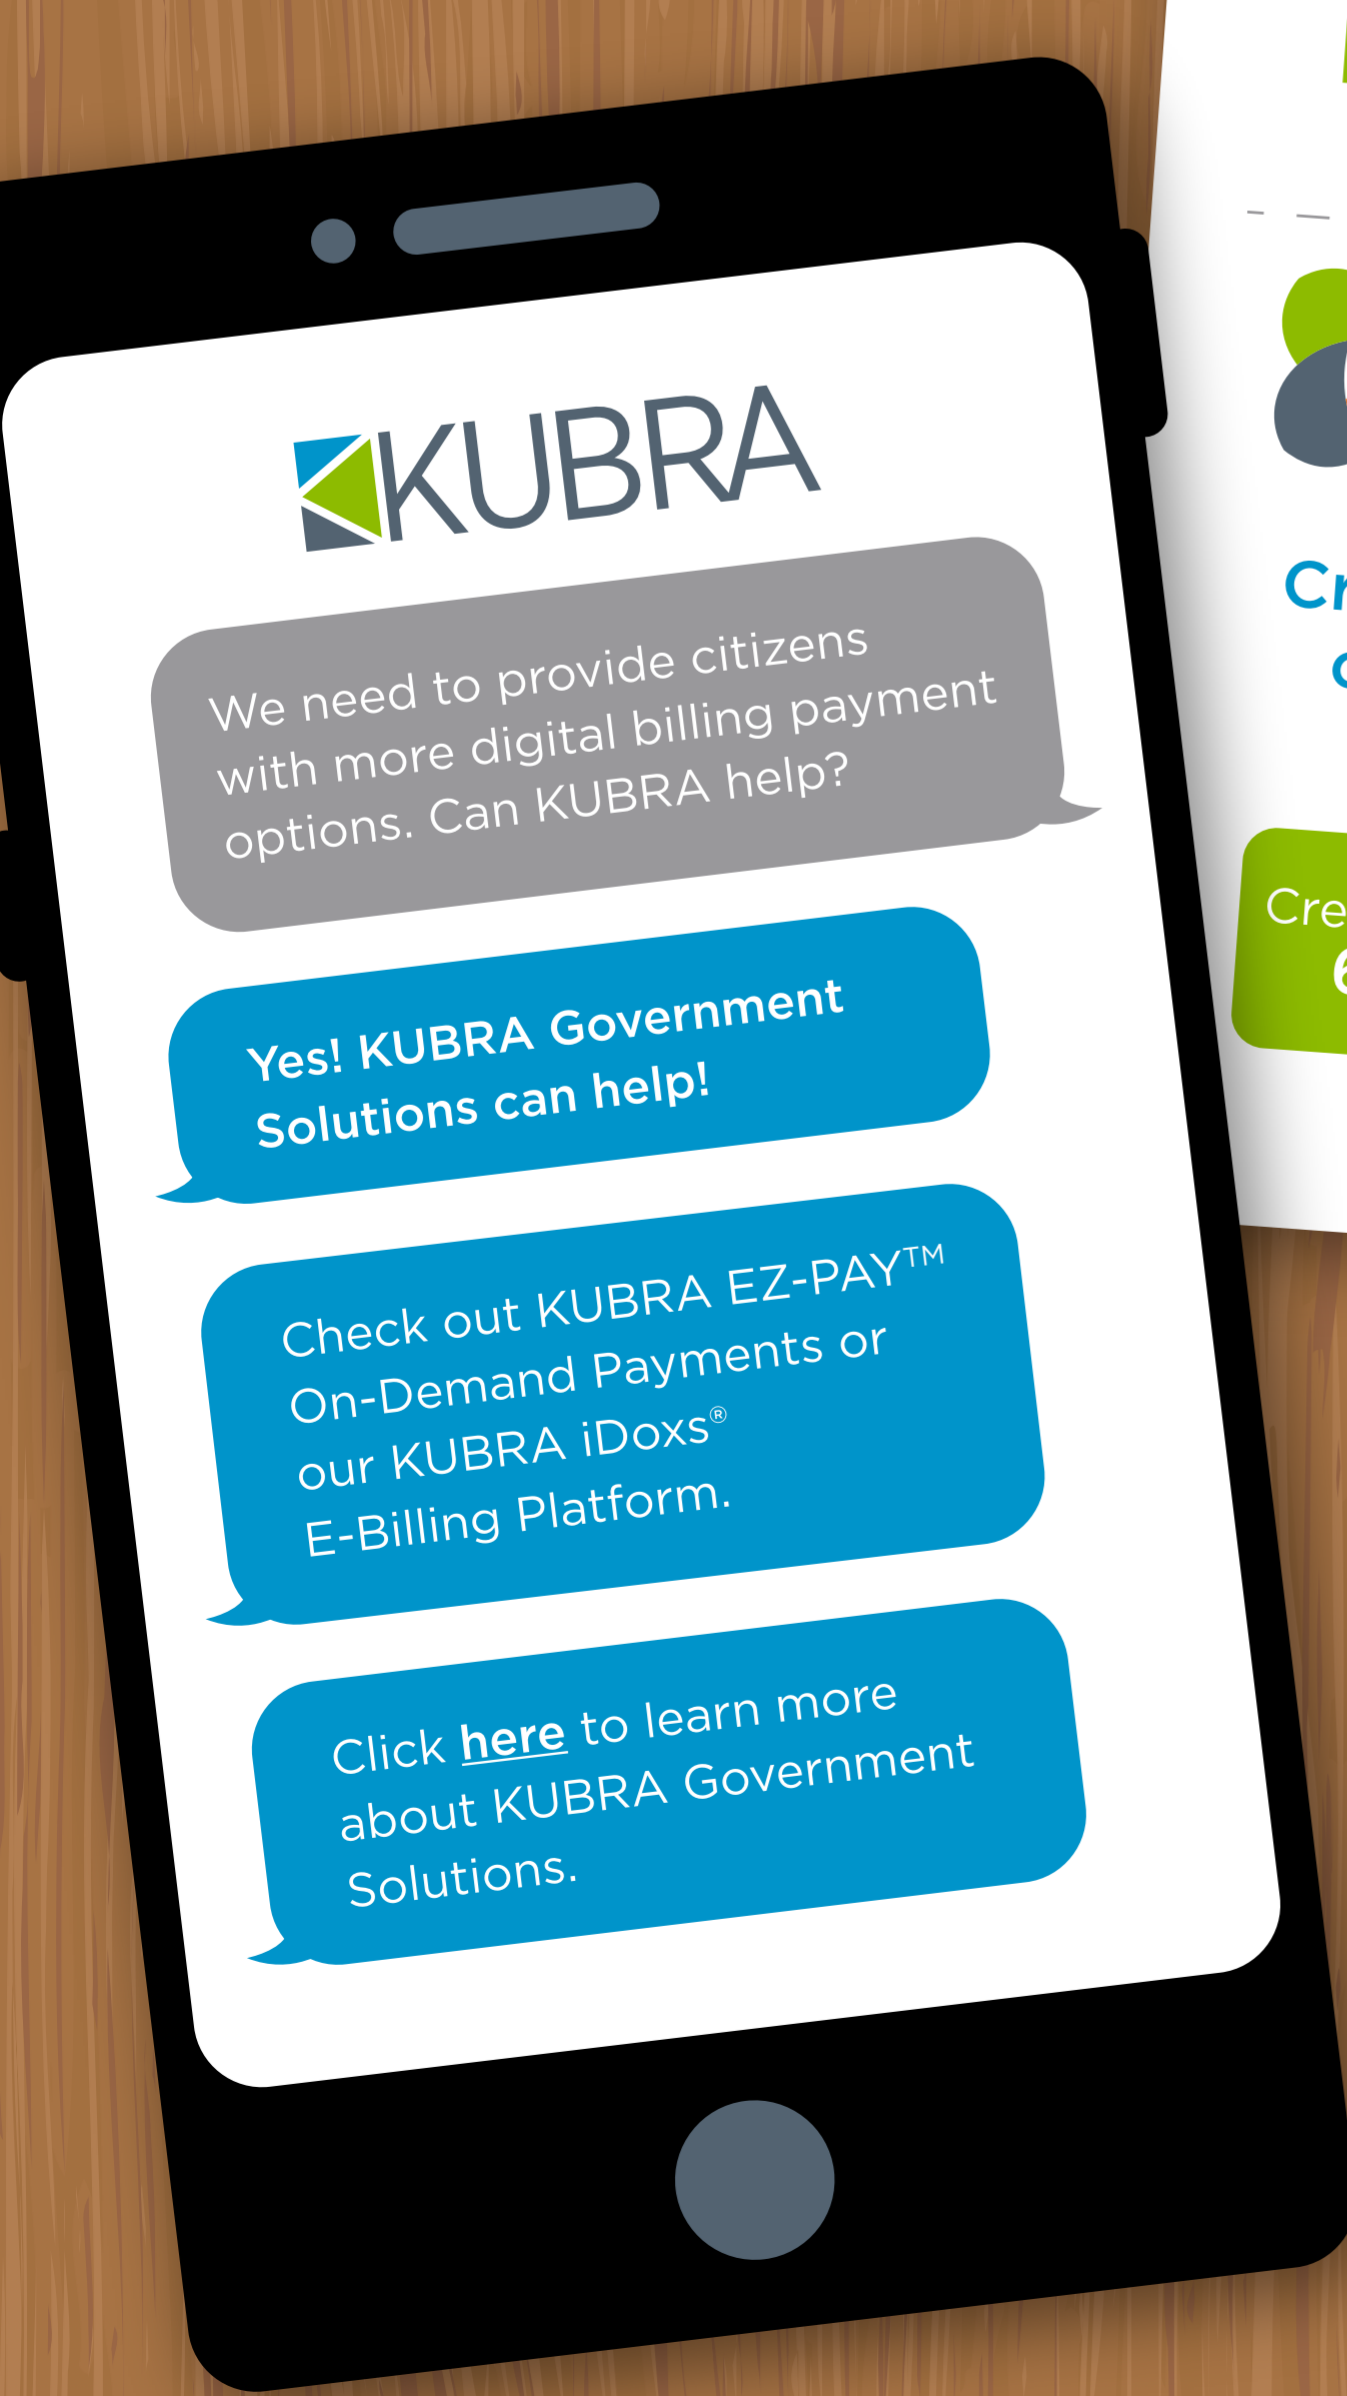 KUBRA
We need to provide citizens
with more digital billing payment
options. Can KUBRA help?
Yes! KUBRA Government
Solutions can help!
Check out KUBRA EZ-PAY™
On-Demand Payments or
our KUBRA iDoxs®
E-Billing Platform.
Click here to learn more
about KUBRA Government
Solutions.